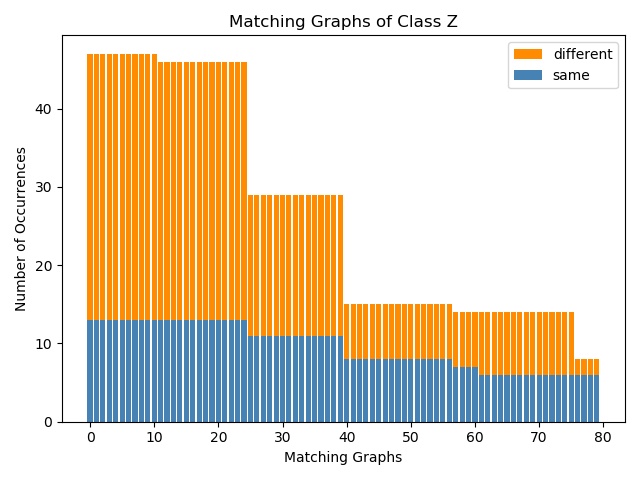 Matching Graphs of Class Z
different
same
Number of Occurrences
40
30
20
10
0
0 10 20 30 40 50 60 70 80
Matching Graphs